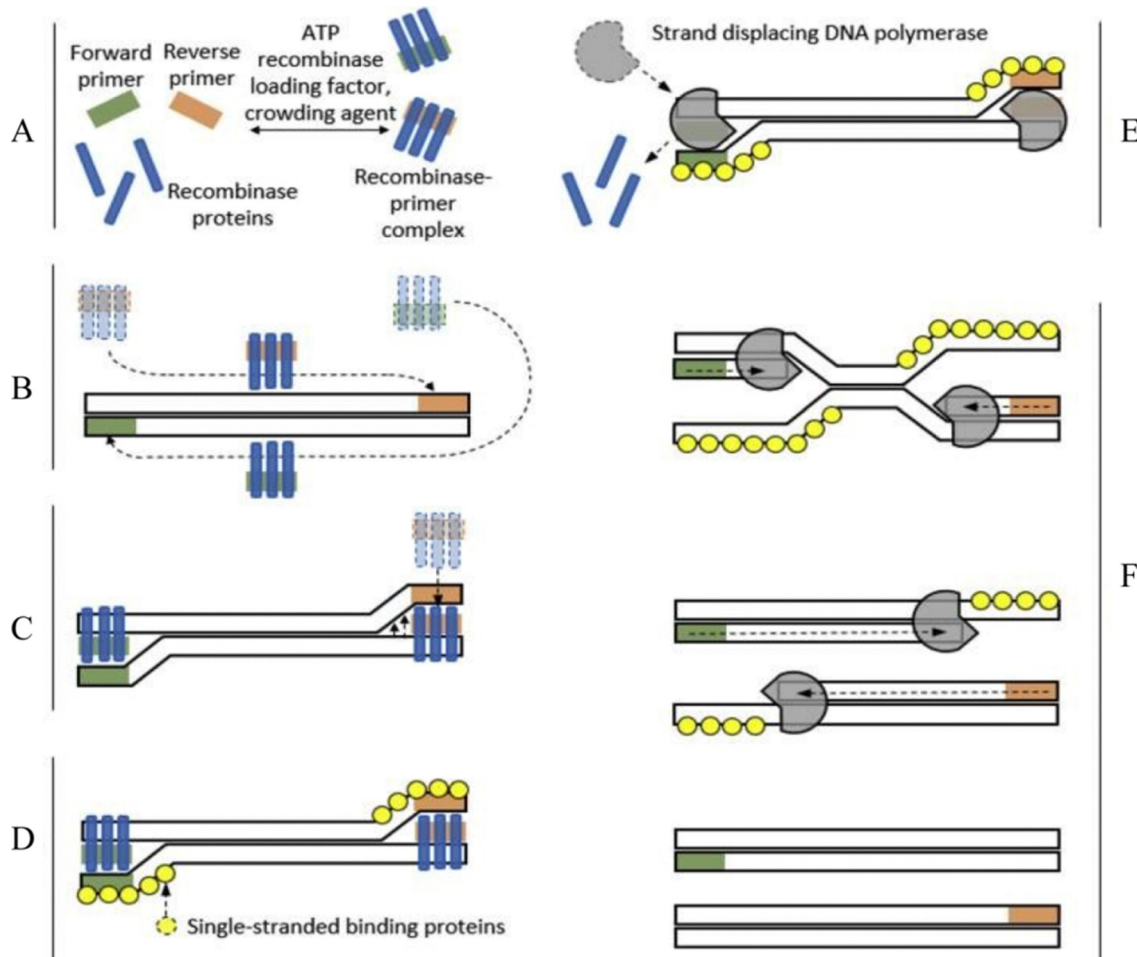 A
Forward
primer
Reverse
primer
ATP
recombinase
loading factor,
crowding agent
Recombinase
proteins
Recombinase-
primer
complex
B
C
D
Single-stranded binding proteins
Strand displacing DNA polymerase
E
F